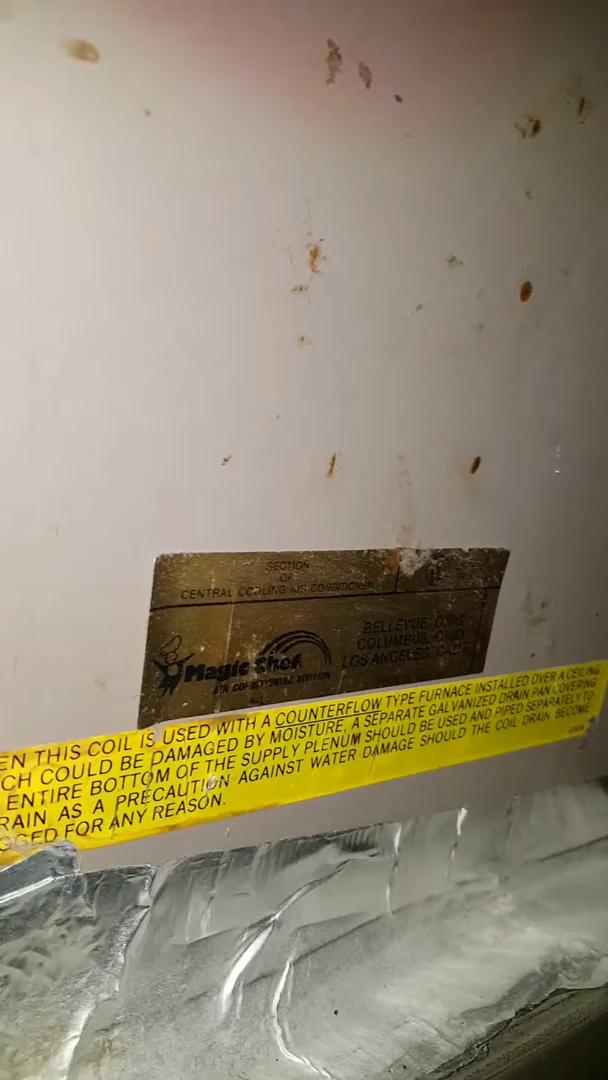 SECTION
OF
CENTRAL COOLING AIR CONDITIONER
UL
Magic Chef
AIR CONDITIONING DIVISION
BELLEVUE, OHIO
COLUMBUS, OHIO
LOS ANGELES, CALIF
EN THIS COIL IS USED WITH A COUNTERFLOW TYPE FURNACE INSTALLED OVER A CEILING
CH COULD BE DAMAGED BY MOISTURE, A SEPARATE GALVANIZED DRAIN PAN COVERING
ENTIRE BOTTOM OF THE SUPPLY PLENUM SHOULD BE USED AND PIPED SEPARATELY TO
RAIN AS A PRECAUTION AGAINST WATER DAMAGE SHOULD THE COIL DRAIN BECOME
GGED FOR ANY REASON.